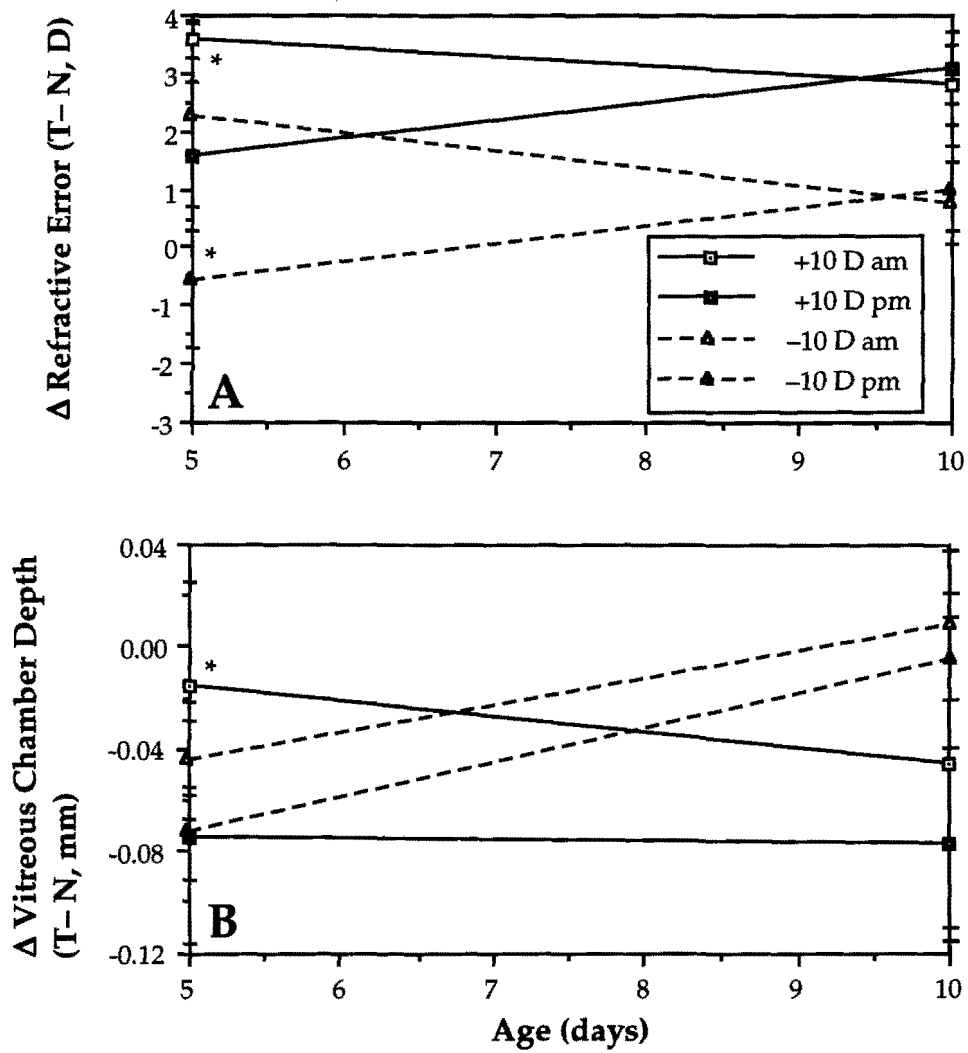 Δ Refractive Error (T– N, D)
4
3
2
1
0
-1
-2
-3
*
*
A
+10 D am
+10 D pm
–10 D am
–10 D pm
5 6 7 8 9 10
Δ Vitreous Chamber Depth
(T– N, mm)
0.04
0.00
-0.04
-0.08
-0.12
*
B
5 6 7 8 9 10
Age (days)